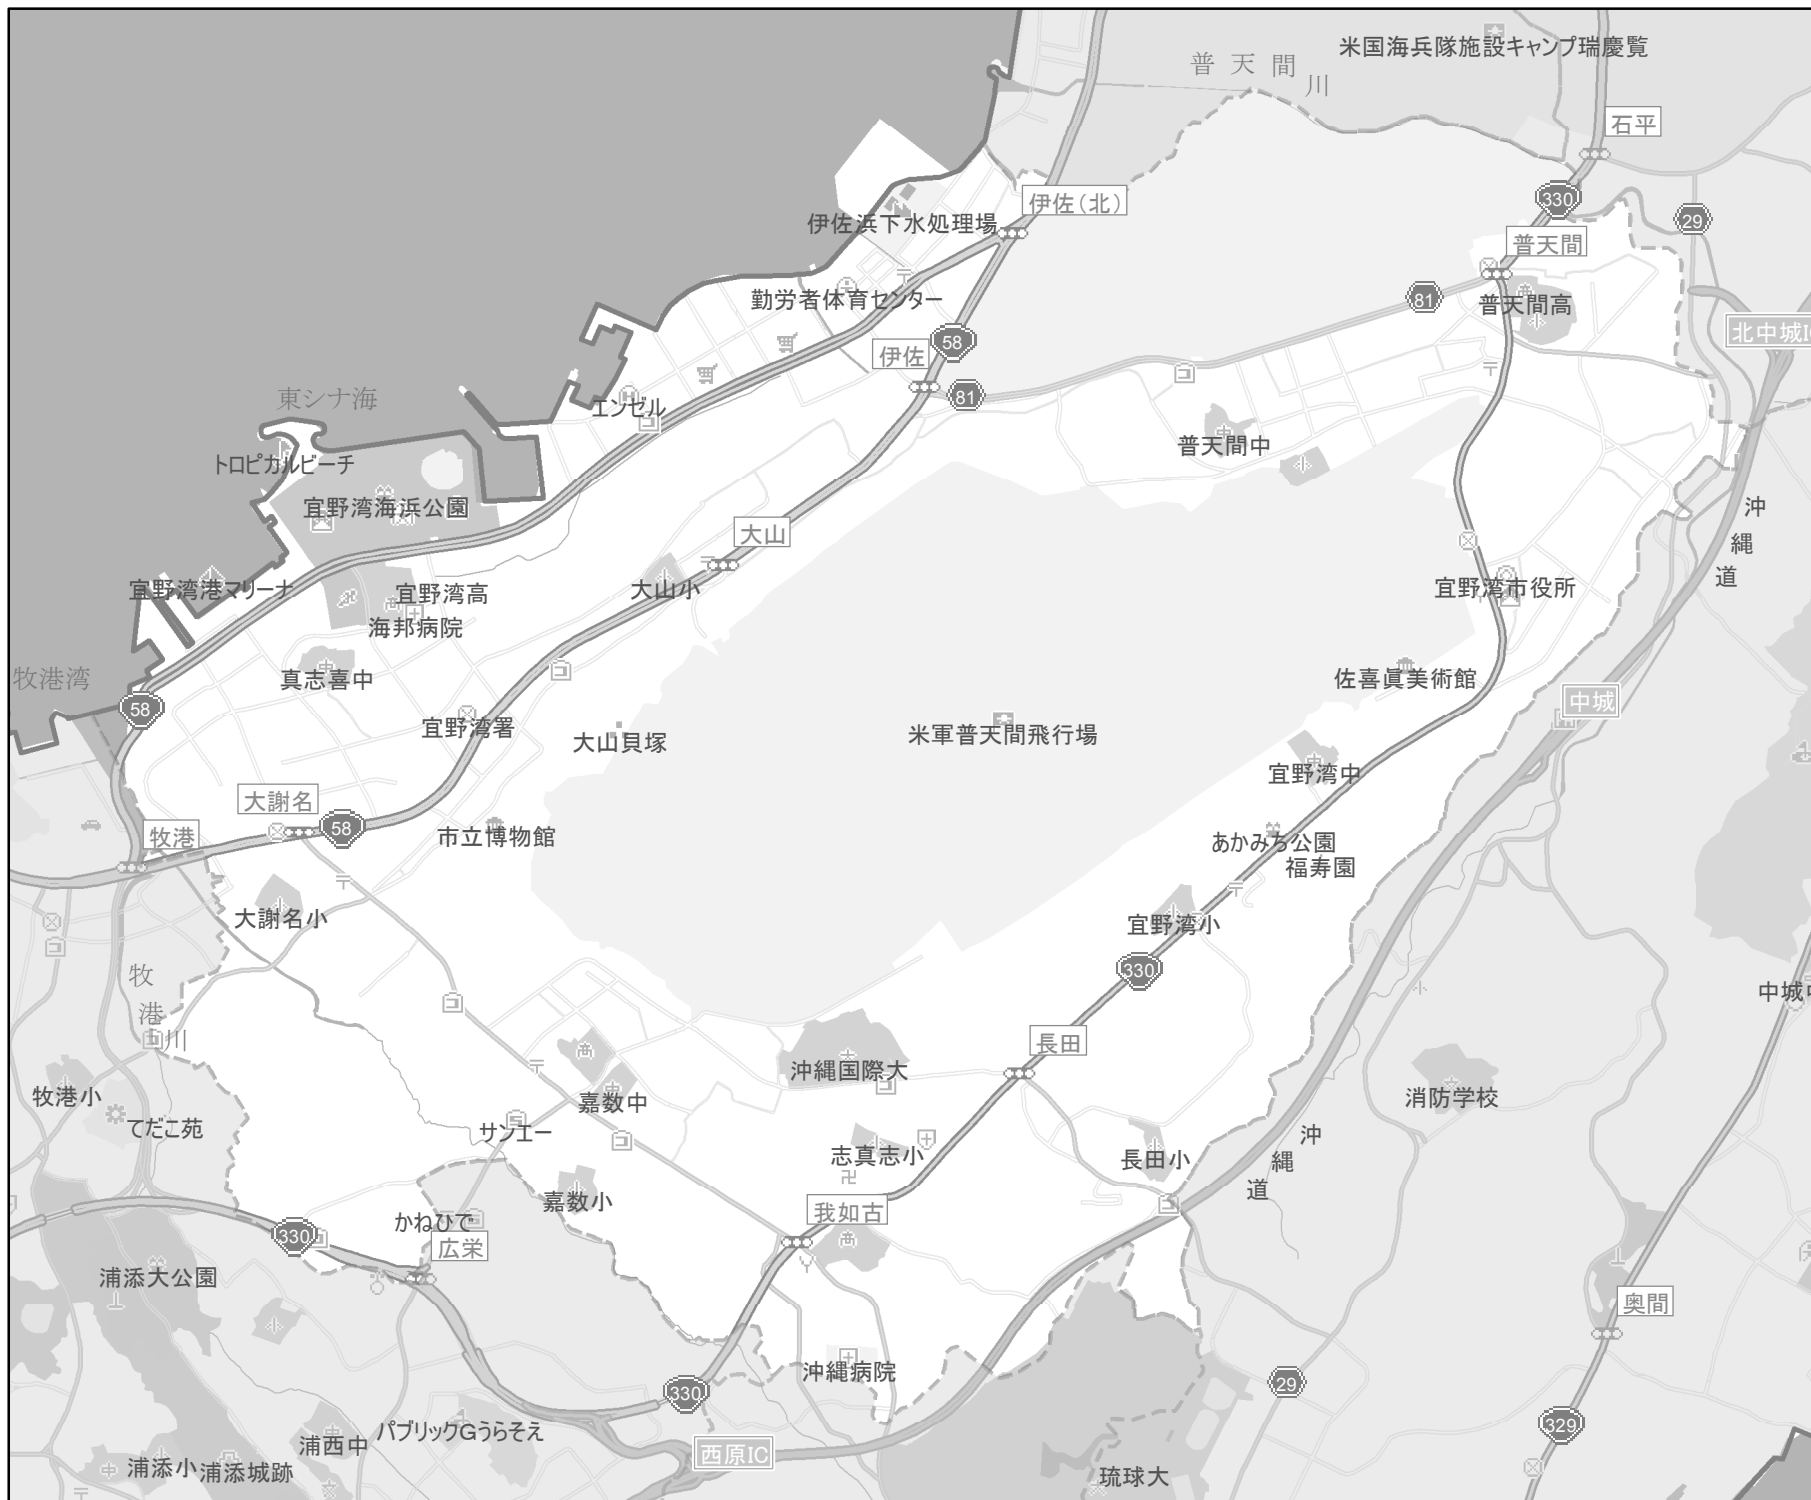 米国海兵隊施設キャンプ瑞慶覧
普天間川
石平
330
伊佐(北)
29
伊佐浜下水処理場
普天間
勤労者体育センター
81
普天間高
北中城I
58
伊佐
81
東シナ海
エンゼル
普天間中
トロピカルビーチ
宜野湾海浜公園
沖縄道
大山
宜野湾港マリーナ
宜野湾高
大山小
宜野湾市役所
海邦病院
牧港湾
真志喜中
佐喜眞美術館
58
中城
宜野湾署
大山貝塚
米軍普天間飛行場
宜野湾中
大謝名
58
牧港
市立博物館
あかみち公園
福寿園
大謝名小
宜野湾小
牧港川
330
中城中
長田
沖縄国際大
牧港小
嘉数中
消防学校
てだこ苑
サンエー
志真志小
長田小
沖縄道
嘉数小
我如古
かねひで
330
広栄
浦添大公園
奥間
沖縄病院
330
29
パブリックGうらそえ
329
浦西中
西原IC
浦添小
浦添城跡
琉球大